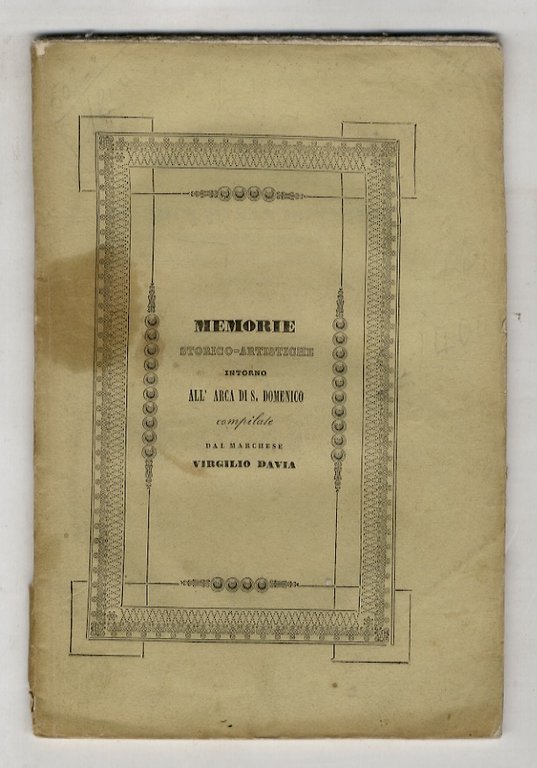 MEMORIE
STORICO-ARTISTICHE
INTORNO
ALL' ARCA DI S. DOMENICO
compilate
DAL MARCHESE
VIRGILIO DAVIA